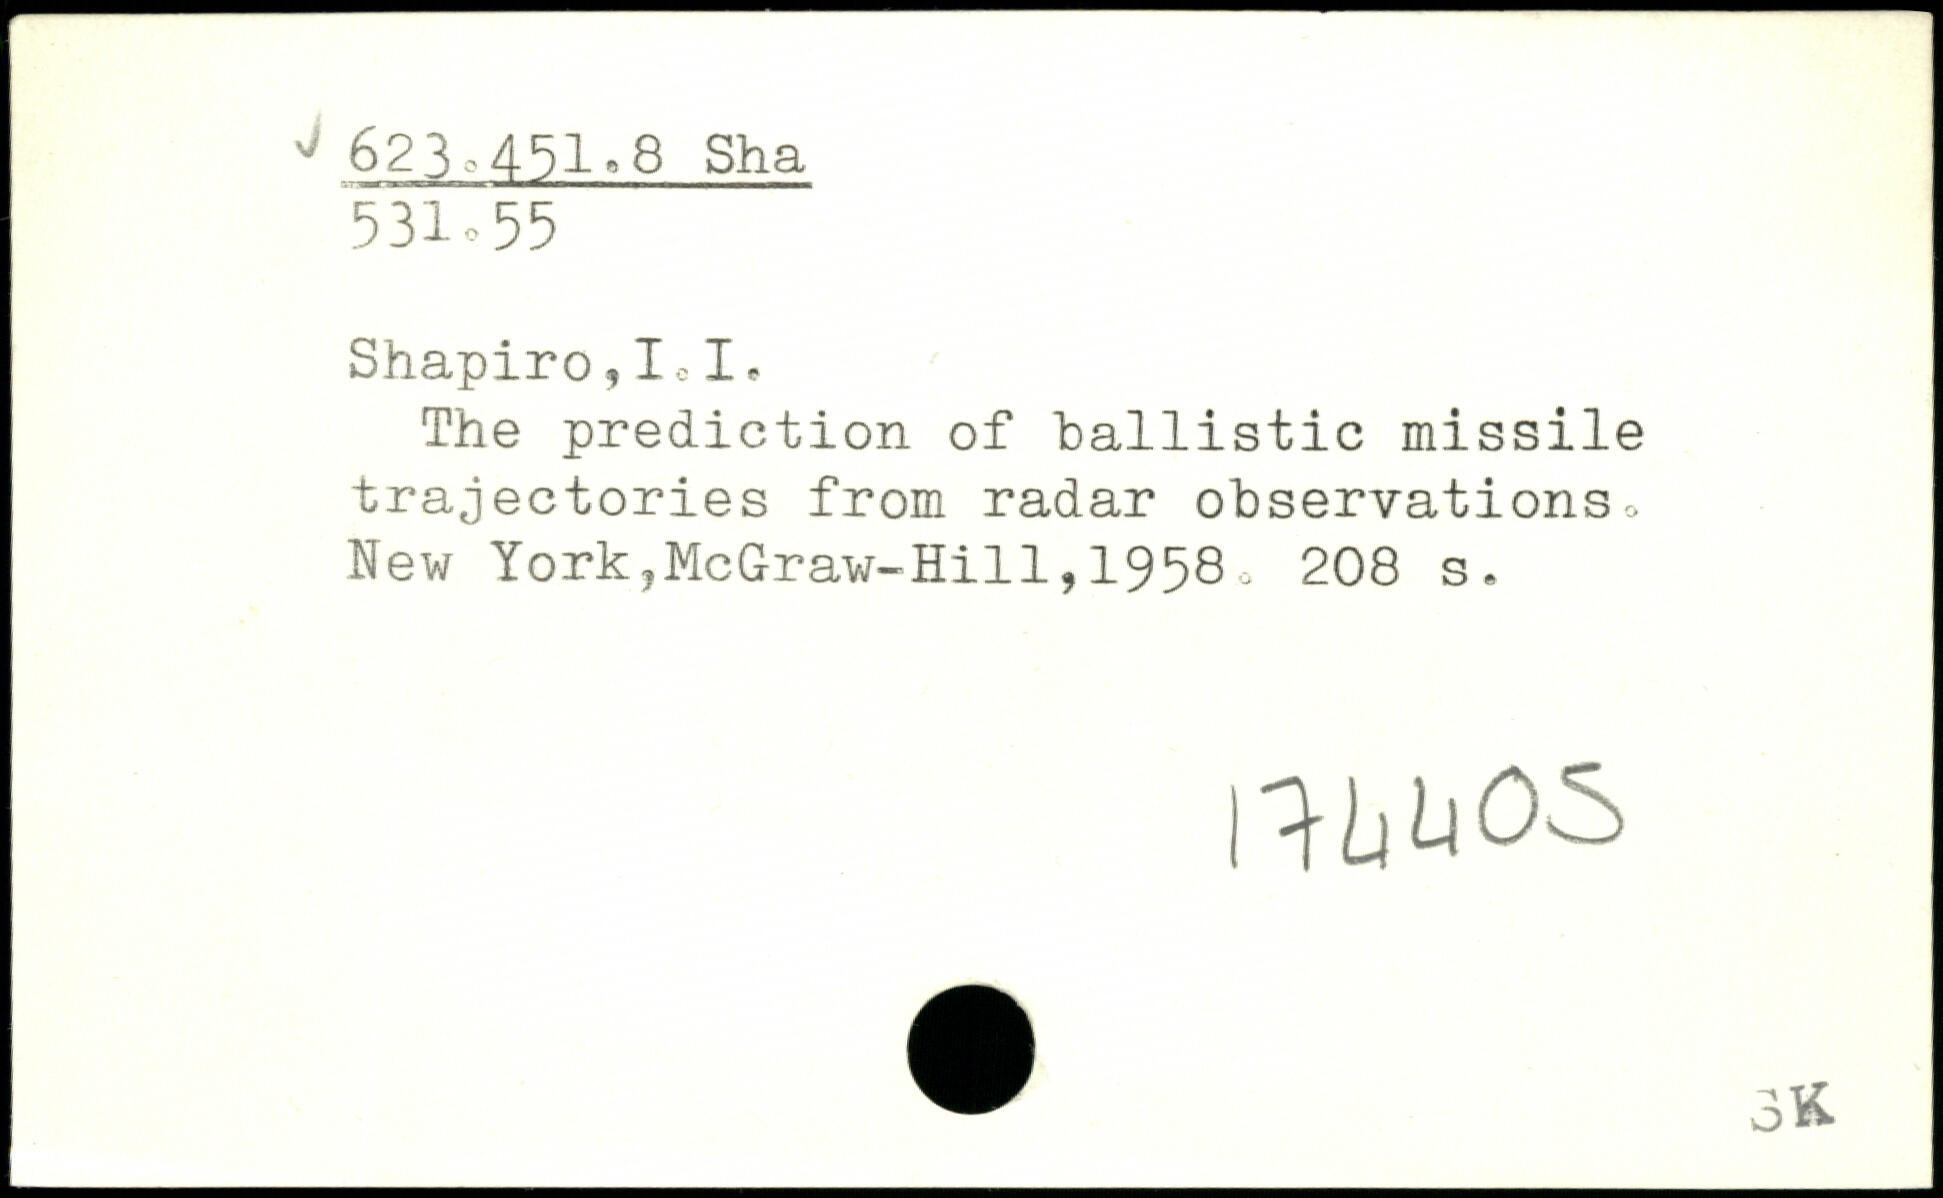 623.451.8 Sha
531.55
Shapiro,I.I.
The prediction of ballistic missile
trajectories from radar observations.
New York,McGraw-Hill,1958. 208 s.
174405
SK